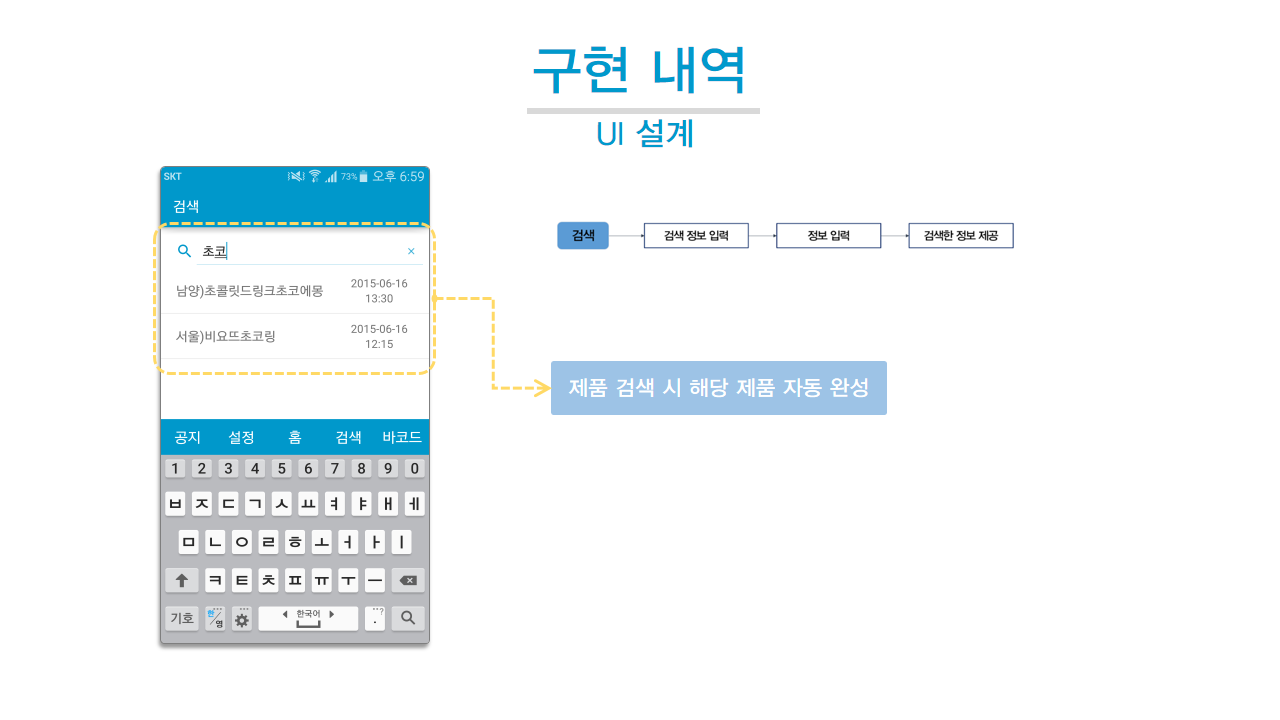 구현 내역
UI 설계
SKT 73% 오후 6:59
검색
초코 ×
남양)초콜릿드링크초코에몽 2015-06-16 13:30
서울)비요뜨초코링 2015-06-16 12:15
공지 설정 홈 검색 바코드
1 2 3 4 5 6 7 8 9 0
ㅂ ㅈ ㄷ ㄱ ㅅ ㅛ ㅕ ㅑ ㅐ ㅔ
ㅁ ㄴ ㅇ ㄹ ㅎ ㅗ ㅓ ㅏ ㅣ
ㅋ ㅌ ㅊ ㅍ ㅠ ㅜ ㅡ
기호 한/영 한국어 . ?
검색 검색 정보 입력 정보 입력 검색한 정보 제공
제품 검색 시 해당 제품 자동 완성